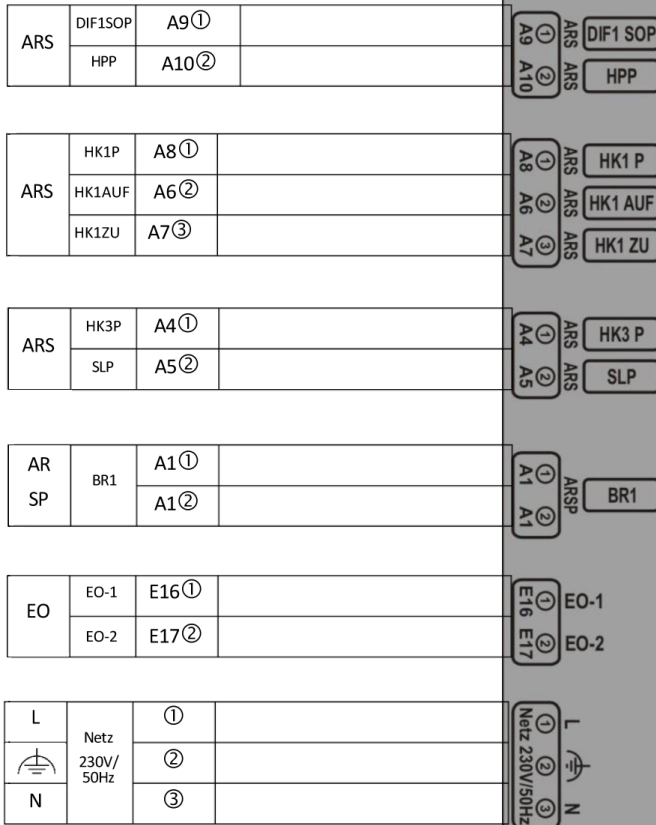 ARS DIF1SOP A9① A9 ① ARS DIF1 SOP
HPP A10② A10 ② ARS HPP
ARS HK1P A8① A8 ① ARS HK1 P
HK1AUF A6② A6 ② ARS HK1 AUF
HK1ZU A7③ A7 ③ ARS HK1 ZU
ARS HK3P A4① A4 ① ARS HK3 P
SLP A5② A5 ② ARS SLP
AR
SP
BR1 A1① A1 ① ARSP BR1
A1② A1 ②
EO EO-1 E16① E16 ① EO-1
EO-2 E17② E17 ② EO-2
L ① ① L
Netz
230V/
50Hz
② ②
N ③ ③ N
Netz 230V/50Hz